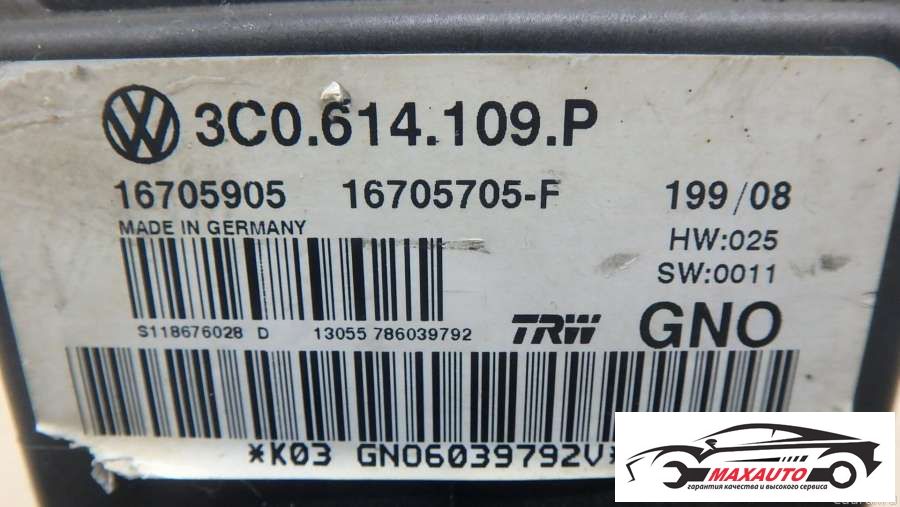 3C0.614.109.P
16705905 16705705-F 199/08
MADE IN GERMANY
HW:025
SW:0011
S118676028 D 13055 786039792
TRW GNO
*K03 GNO6039792V*
MAXAUTO
гарантия качества и высокого сервиса